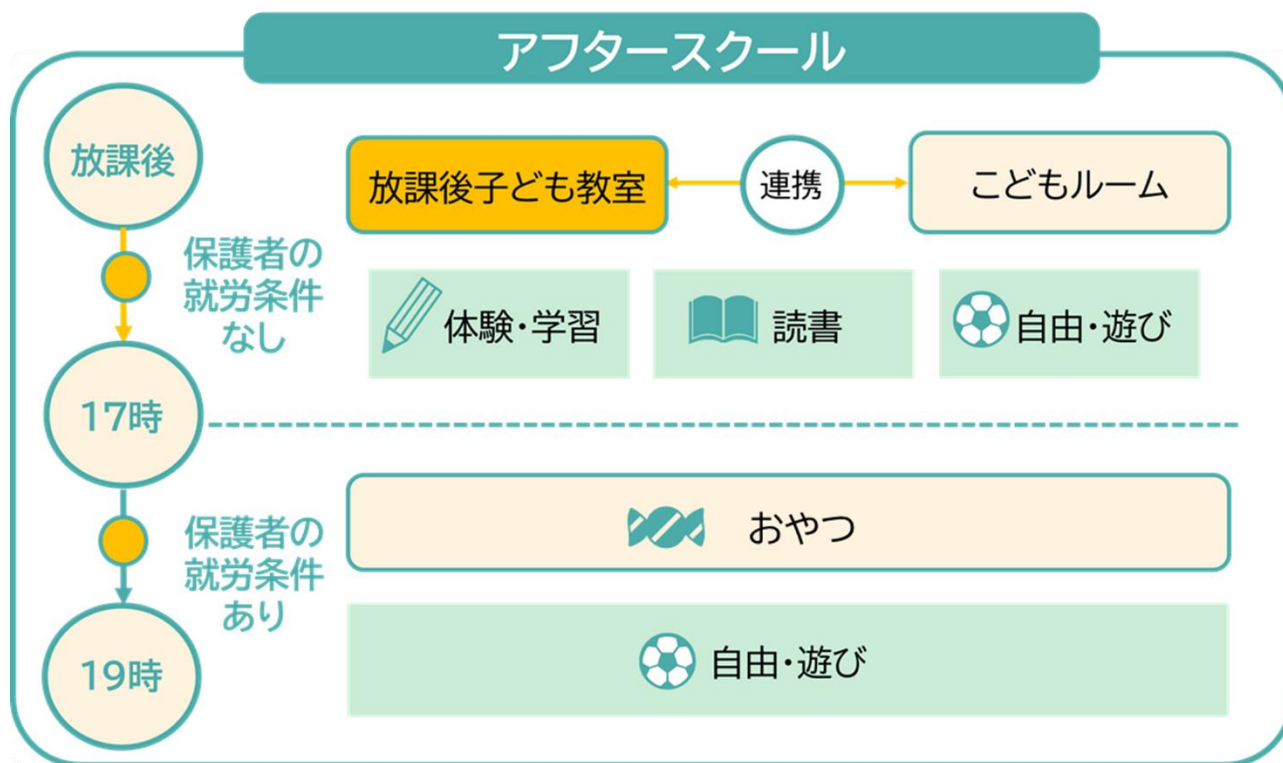 アフタースクール
放課後
放課後子ども教室
連携
こどもルーム
保護者の
就労条件
なし
体験・学習
読書
自由・遊び
17時
保護者の
就労条件
あり
おやつ
自由・遊び
19時